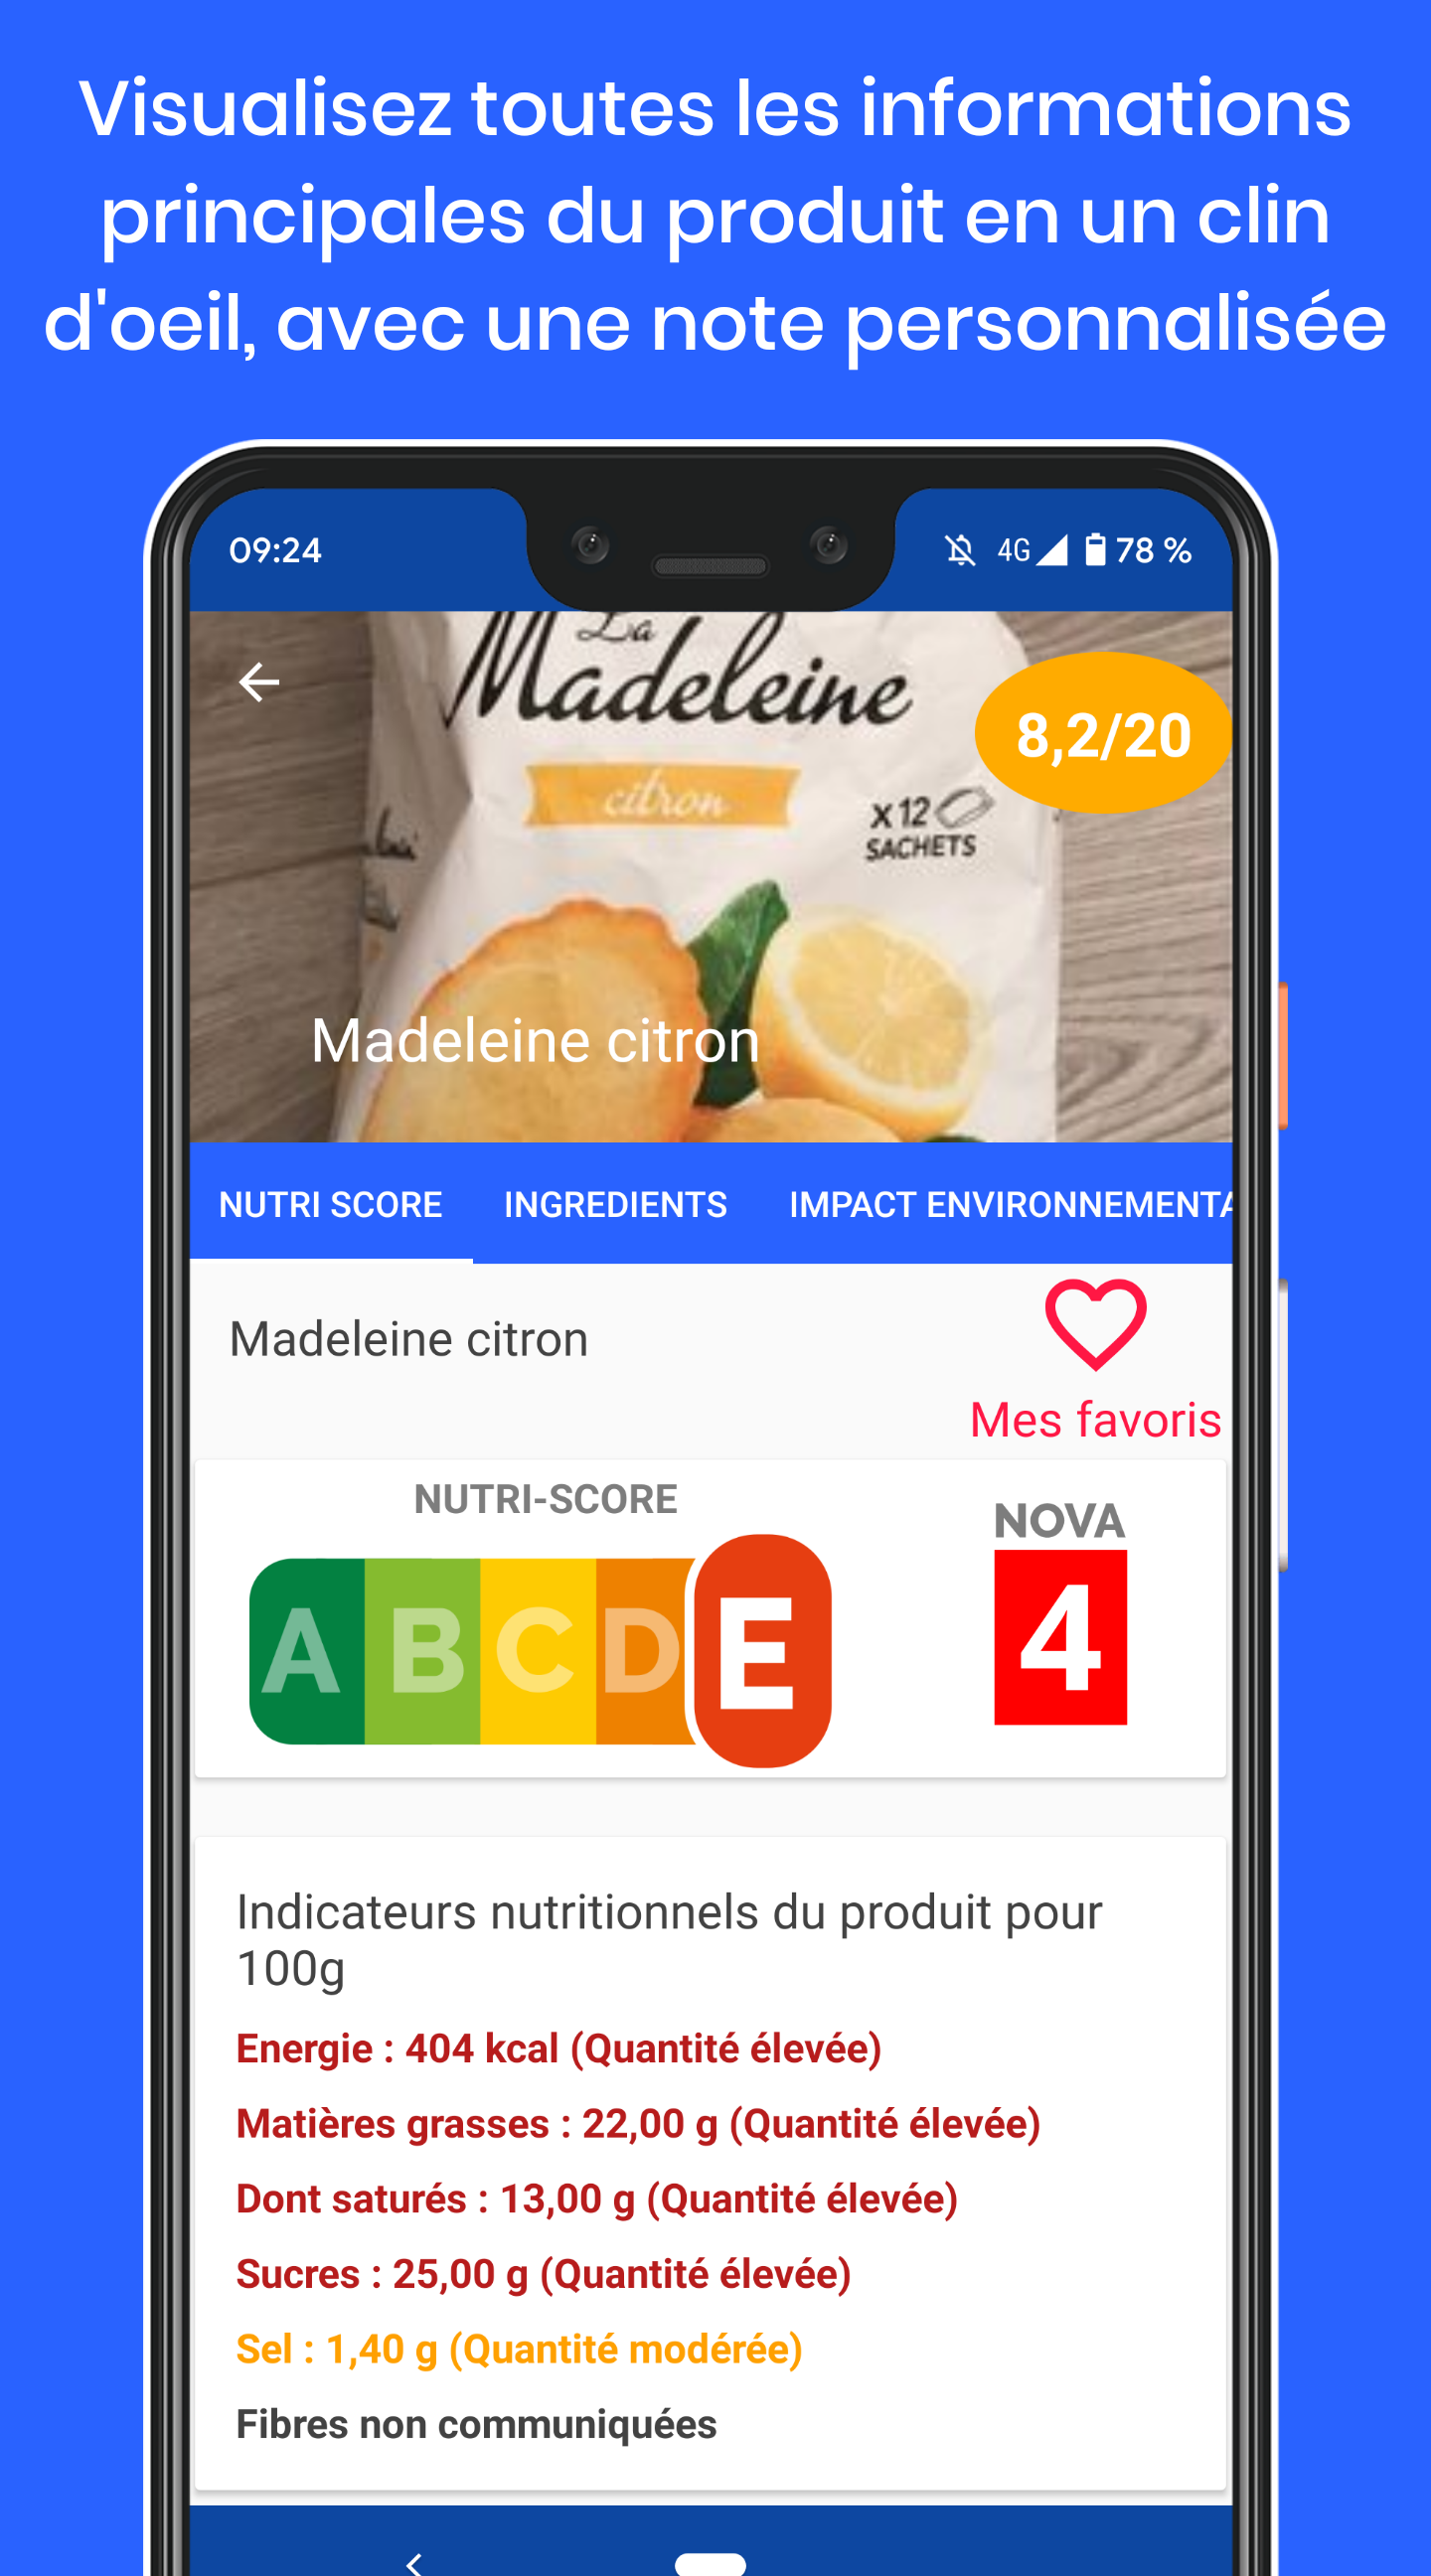 Visualisez toutes les informations
principales du produit en un clin
d'oeil, avec une note personnalisée
09:24
4G
78 %
La
Madeleine
8,2/20
citron
x12
SACHETS
Madeleine citron
NUTRI SCORE
INGREDIENTS
IMPACT ENVIRONNEMENTA
Madeleine citron
Mes favoris
NUTRI-SCORE
NOVA
A B C D E
4
Indicateurs nutritionnels du produit pour
100g
Energie : 404 kcal (Quantité élevée)
Matières grasses : 22,00 g (Quantité élevée)
Dont saturés : 13,00 g (Quantité élevée)
Sucres : 25,00 g (Quantité élevée)
Sel : 1,40 g (Quantité modérée)
Fibres non communiquées